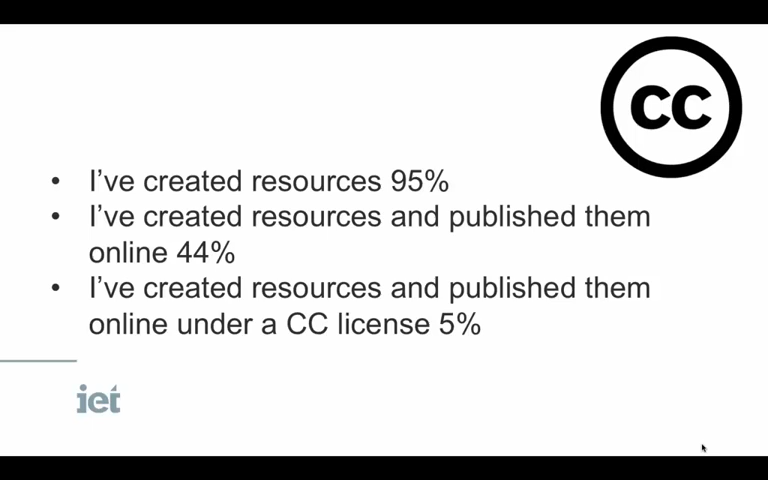 cc
• I've created resources 95%
• I've created resources and published them
online 44%
• I've created resources and published them
online under a CC license 5%
iet